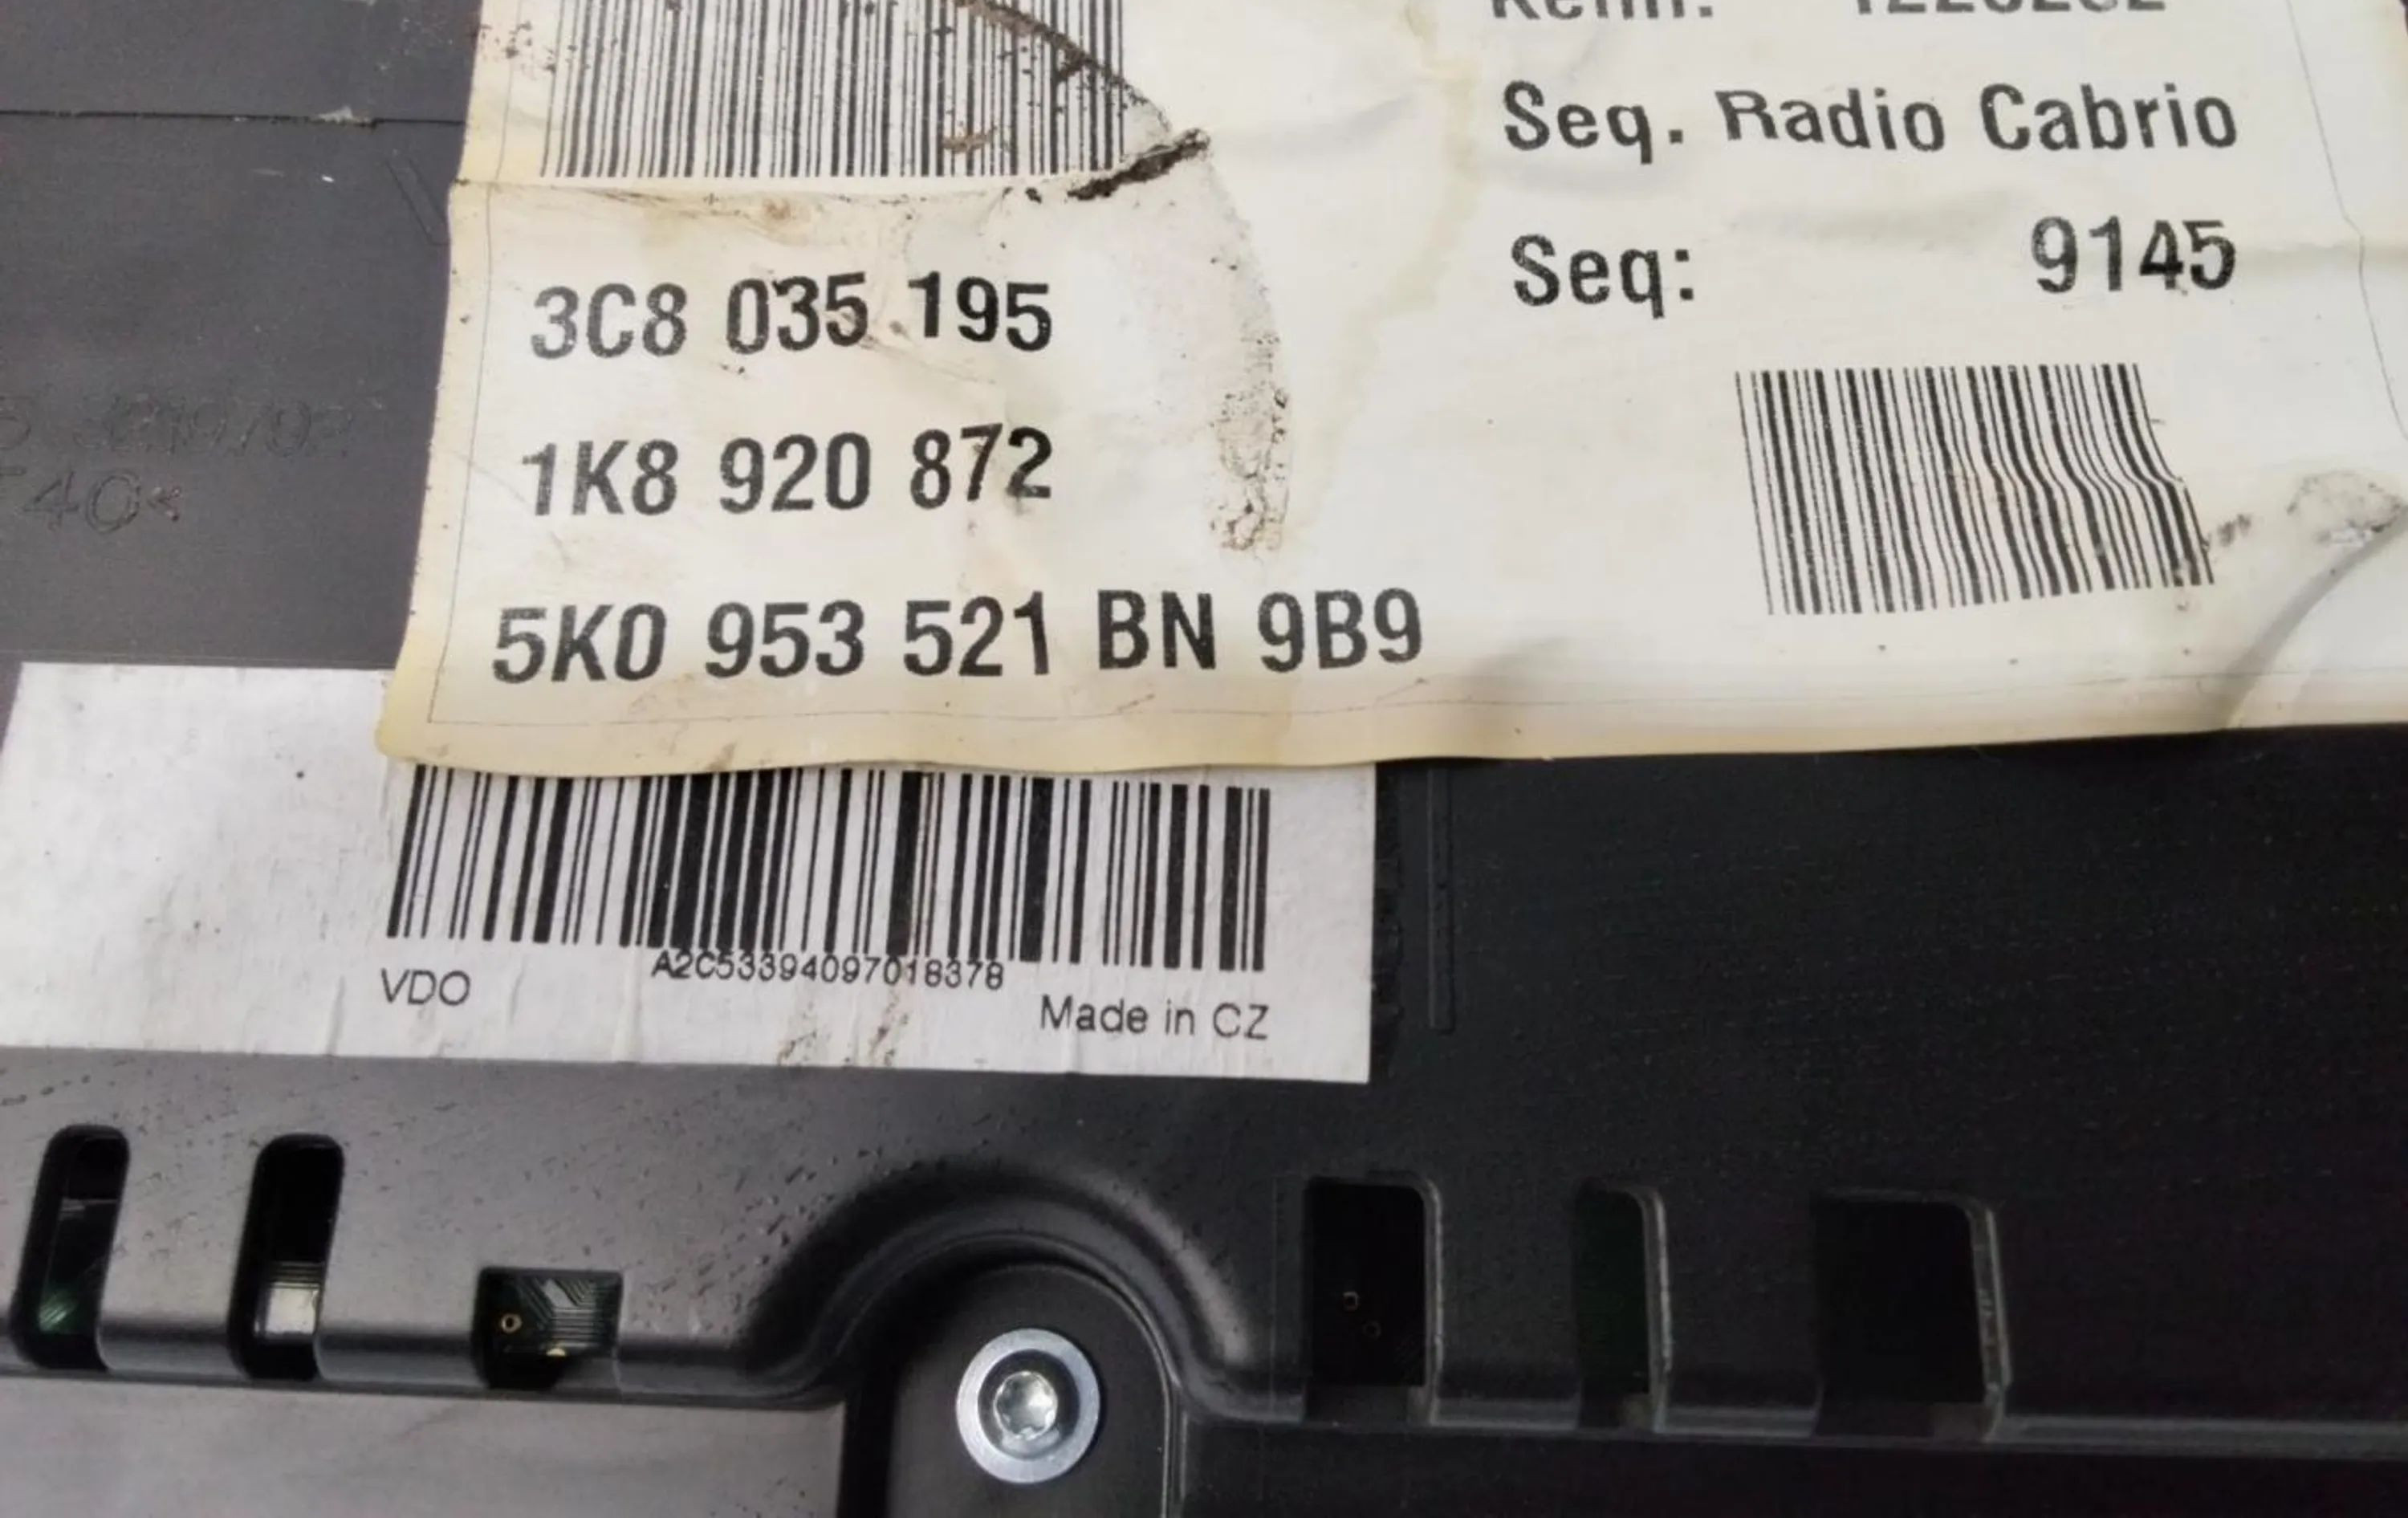 Seq. Radio Cabrio
Seq: 9145
3C8 035 195
1K8 920 872
5K0 953 521 BN 9B9
A2C53394097018378
VDO
Made in CZ